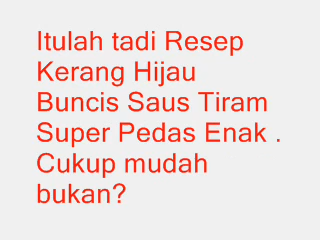 Itulah tadi Resep
Kerang Hijau
Buncis Saus Tiram
Super Pedas Enak .
Cukup mudah
bukan?